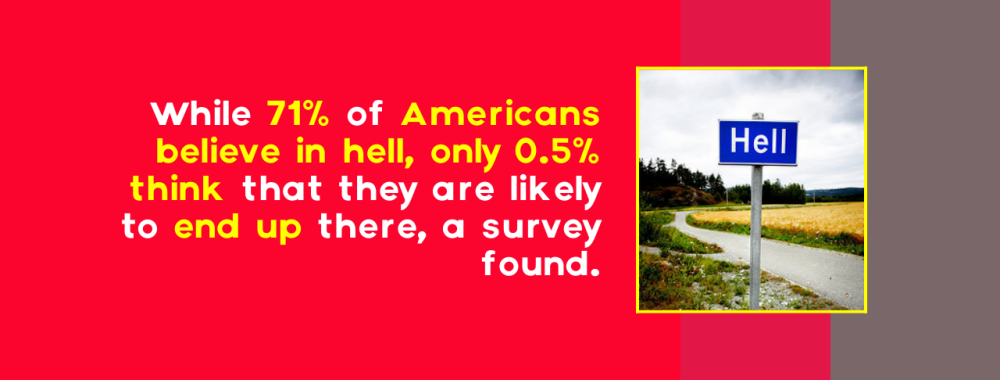 While 71% of Americans
believe in hell, only 0.5%
think that they are likely
to end up there, a survey
found.
Hell